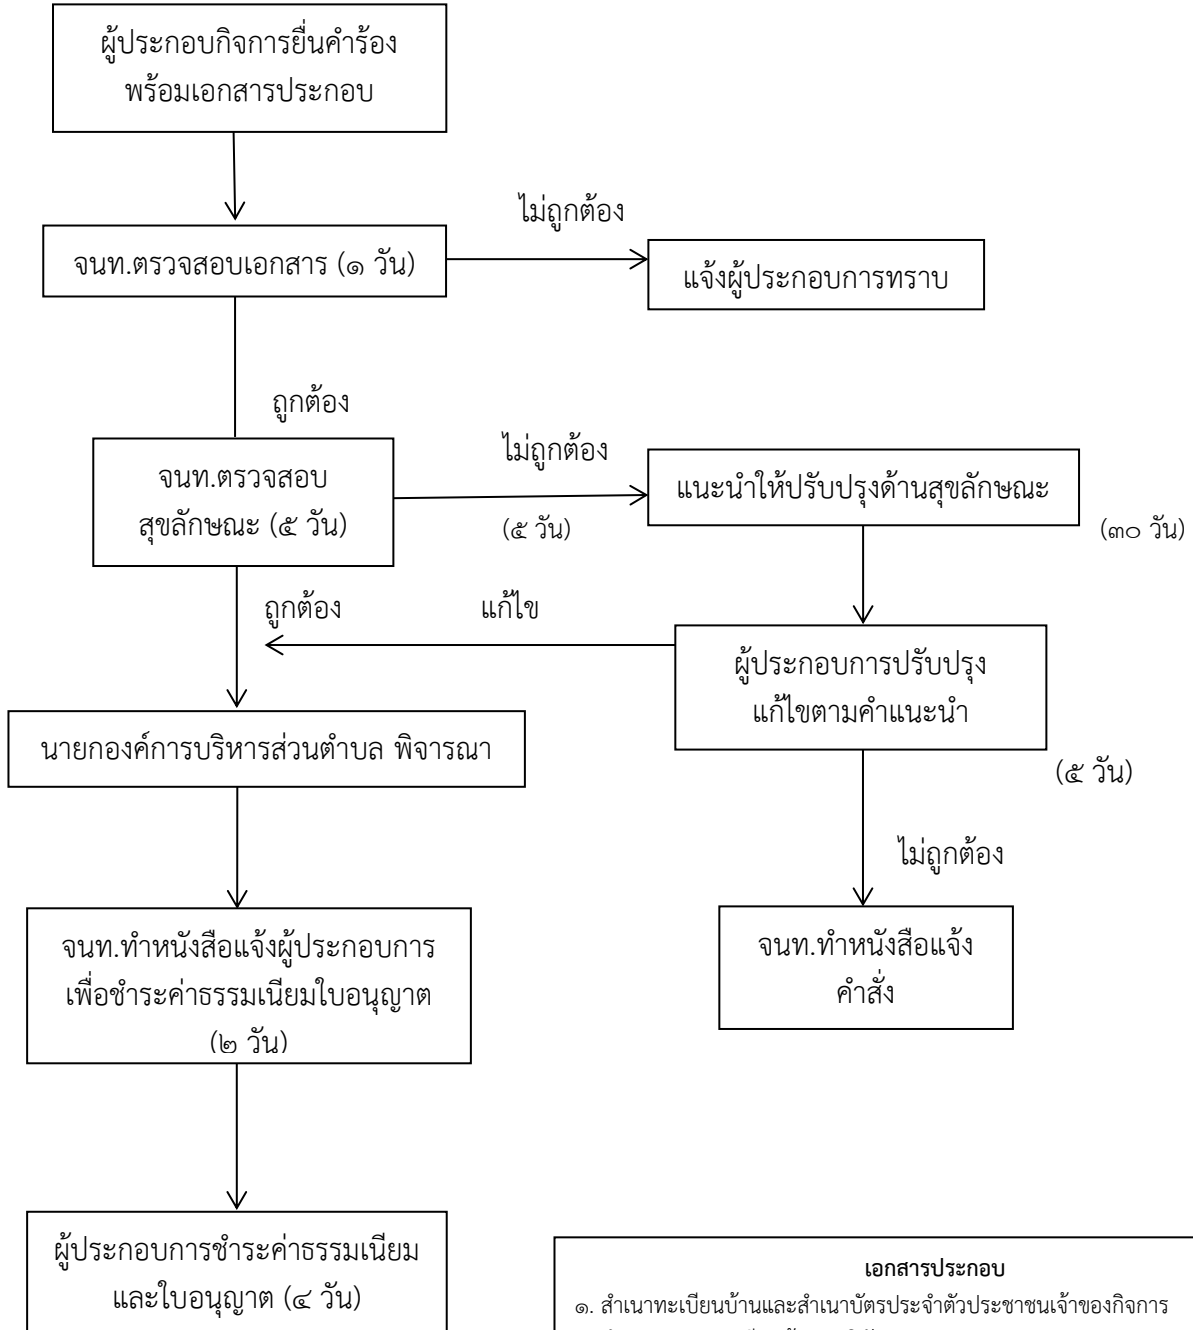 ผู้ประกอบกิจการยื่นคำร้อง
พร้อมเอกสารประกอบ
ไม่ถูกต้อง
จนท.ตรวจสอบเอกสาร (๑ วัน)
แจ้งผู้ประกอบการทราบ
ถูกต้อง
จนท.ตรวจสอบ
สุขลักษณะ (๕ วัน)
ไม่ถูกต้อง
(๕ วัน)
แนะนำให้ปรับปรุงด้านสุขลักษณะ
(๓๐ วัน)
ถูกต้อง
แก้ไข
ผู้ประกอบการปรับปรุง
แก้ไขตามคำแนะนำ
(๕ วัน)
นายกองค์การบริหารส่วนตำบล พิจารณา
ไม่ถูกต้อง
จนท.ทำหนังสือแจ้งผู้ประกอบการ
เพื่อชำระค่าธรรมเนียมใบอนุญาต
(๒ วัน)
จนท.ทำหนังสือแจ้ง
คำสั่ง
ผู้ประกอบการชำระค่าธรรมเนียม
และใบอนุญาต (๔ วัน)
เอกสารประกอบ
๑. สำเนาทะเบียนบ้านและสำเนาบัตรประจำตัวประชาชนเจ้าของกิจการ